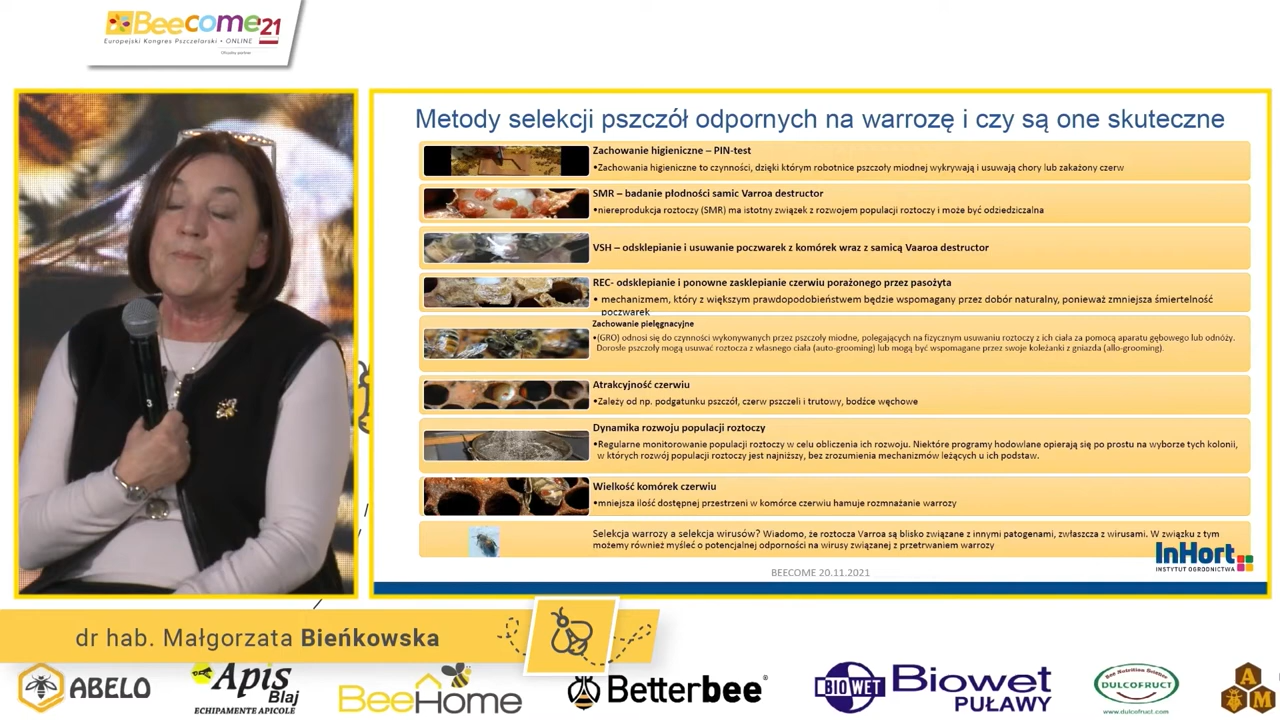 Beecome'21
Europejski Kongres Pszczelarski • ONLINE
Metody selekcji pszczół odpornych na warrozę i czy są one skuteczne
Zachowanie higieniczne – PIN-test
•Zachowania higieniczne to czynności, dzięki którym robotnice pszczoły miodnej wykrywają i usuwają chory lub zakażony czerw
SMR – badanie płodności samic Varroa destructor
•niereprodukcja roztoczy (SMR) ma istotny związek z rozwojem populacji roztoczy i może być odziedziczalna
VSH – odsklepianie i usuwanie poczwarek z komórek wraz z samicą Vaaroa destructor
REC- odsklepianie i ponowne zasklepianie czerwiu porażonego przez pasożyta
• mechanizmem, który z większym prawdopodobieństwem będzie wspomagany przez dobór naturalny, ponieważ zmniejsza śmiertelność
poczwarek
Zachowanie pielęgnacyjne
•(GRO) odnosi się do czynności wykonywanych przez pszczoły miodne, polegających na fizycznym usuwaniu roztoczy z ich ciała za pomocą aparatu gębowego lub odnóży.
Dorosłe pszczoły mogą usuwać roztocza z własnego ciała (auto-grooming) lub mogą być wspomagane przez swoje koleżanki z gniazda (allo-grooming).
Atrakcyjność czerwiu
•Zależy od np. podgatunku pszczół, czerw pszczeli i trutowy, bodźce węchowe
Dynamika rozwoju populacji roztoczy
•Regularne monitorowanie populacji roztoczy w celu obliczenia ich rozwoju. Niektóre programy hodowlane opierają się po prostu na wyborze tych kolonii,
w których rozwój populacji roztoczy jest najniższy, bez zrozumienia mechanizmów leżących u ich podstaw.
Wielkość komórek czerwiu
•mniejsza ilość dostępnej przestrzeni w komórce czerwiu hamuje rozmnażanie warrozy
Selekcja warrozy a selekcja wirusów? Wiadomo, że roztocza Varroa są blisko związane z innymi patogenami, zwłaszcza z wirusami. W związku z tym
możemy również myśleć o potencjalnej odporności na wirusy związanej z przetrwaniem warrozy
InHort
INSTYTUT OGRODNICTWA
BEECOME 20.11.2021
3
dr hab. Małgorzata Bieńkowska
ABELO
Apis
Blaj
ECHIPAMENTE APICOLE
BeeHome
Betterbee
BIOWET
Biowet
PUŁAWY
Bee Nutrition Science
DULCOFRUCT
www.dulcofruct.com
A
M